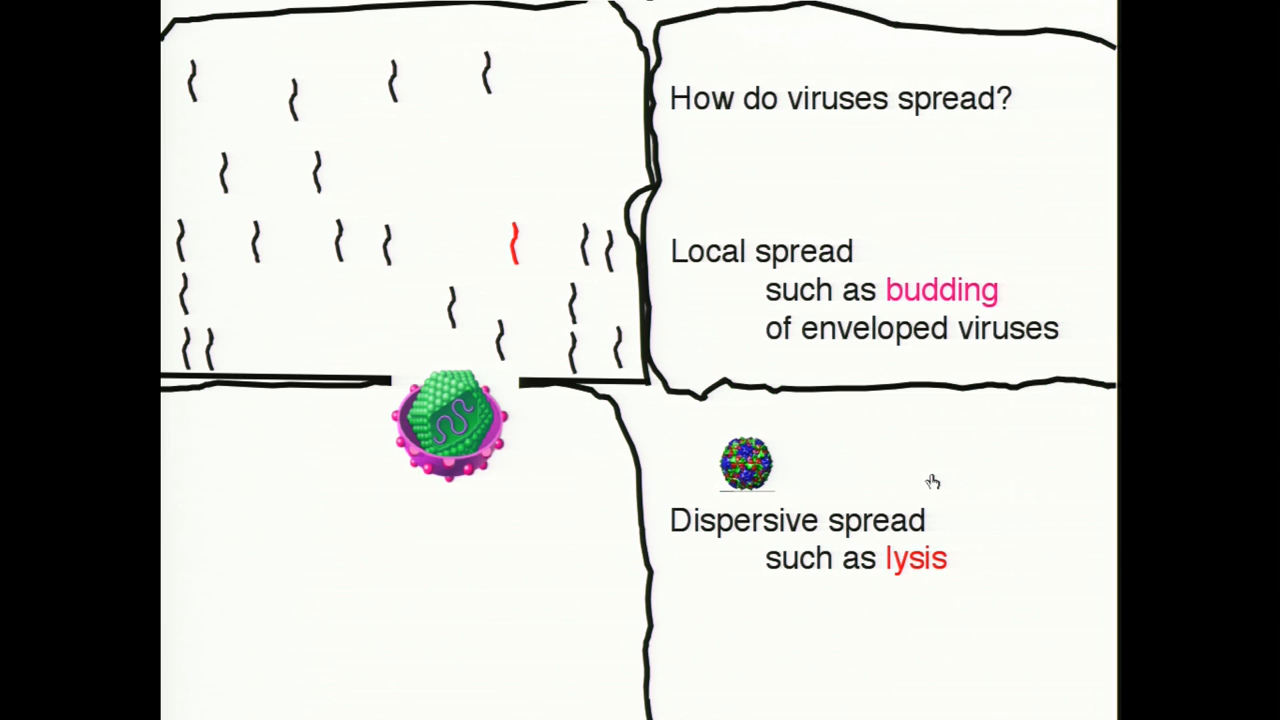 How do viruses spread?
Local spread
such as budding
of enveloped viruses
Dispersive spread
such as lysis